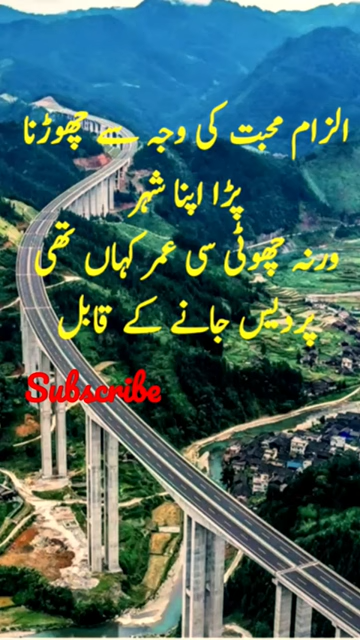 الزام محبت کی وجہ سے چھوڑنا
پڑا اپنا شہر
ورنہ چھوٹی سی عمر کہاں تھی
پردیس جانے کے قابل
Subscribe